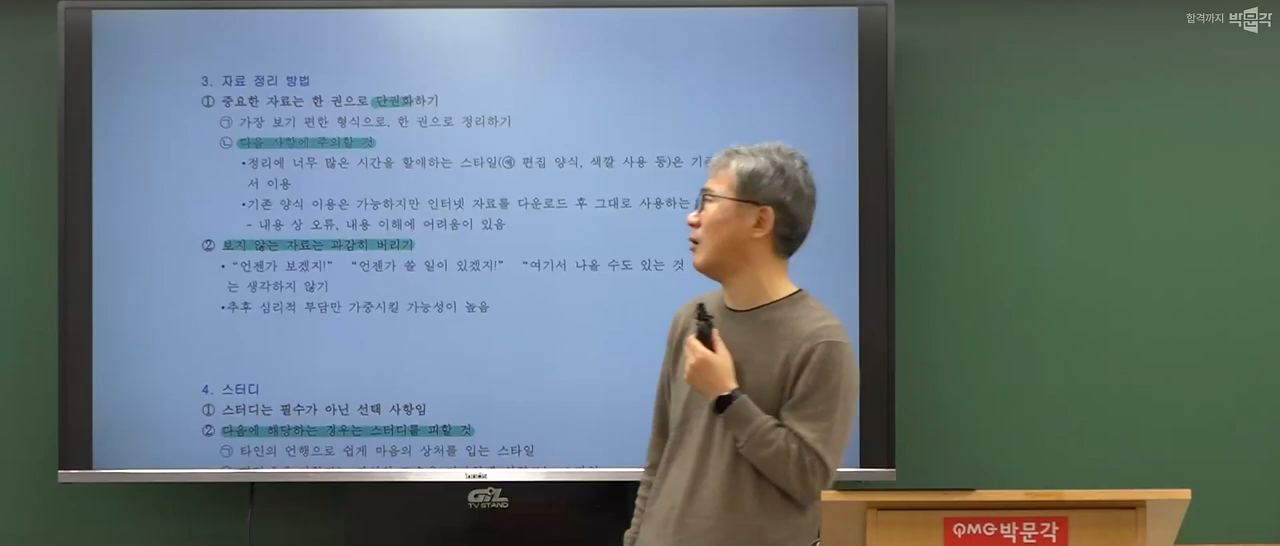 합격까지 박문각
3. 자료 정리 방법
① 중요한 자료는 한 권으로 단권화하기
㉠ 가장 보기 편한 형식으로, 한 권으로 정리하기
㉡ 다음 사항에 주의할 것
•정리에 너무 많은 시간을 할애하는 스타일(㉠ 편집 양식, 색깔 사용 등)은 기존
서 이용
•기존 양식 이용은 가능하지만 인터넷 자료를 다운로드 후 그대로 사용하는
- 내용 상 오류, 내용 이해에 어려움이 있음
② 보지 않는 자료는 과감히 버리기
•“언젠가 보겠지!” “언젠가 쓸 일이 있겠지!” “여기서 나올 수도 있는 것
는 생각하지 않기
•추후 심리적 부담만 가중시킬 가능성이 높음
4. 스터디
① 스터디는 필수가 아닌 선택 사항임
② 다음에 해당하는 경우는 스터디를 피할 것
㉠ 타인의 언행으로 쉽게 마음의 상처를 입는 스타일
GIL
TV STAND
PMG 박문각